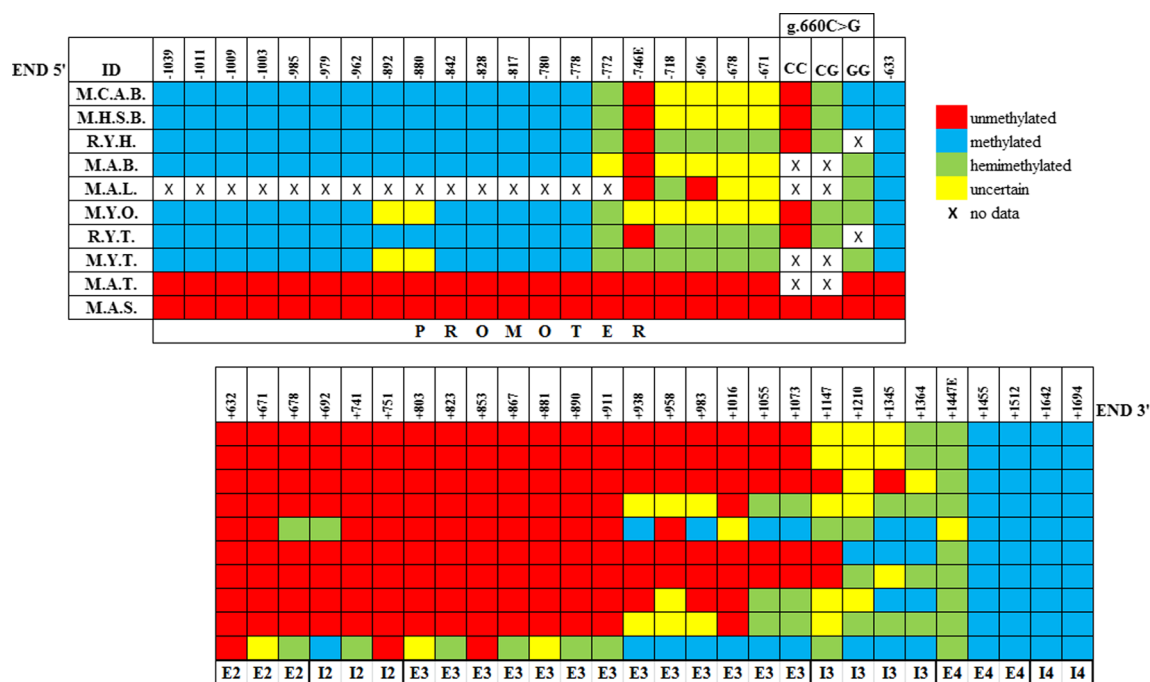 g.660C>G
END 5' ID -1039 -1011 -1009 -1003 -985 -979 -962 -892 -880 -842 -828 -817 -780 -778 -772 -746E -718 -696 -678 -671 CC CG GG -633
M.C.A.B.
M.H.S.B.
R.Y.H. X
M.A.B. X X
M.A.L. X X X X X X X X X X X X X X X X X
M.Y.O.
R.Y.T. X
M.Y.T. X X
M.A.T. X X
M.A.S.
P R O M O T E R
unmethylated
methylated
hemimethylated
uncertain
X no data
+632 +671 +678 +692 +741 +751 +803 +823 +853 +867 +881 +890 +911 +938 +958 +983 +1016 +1055 +1073 +1147 +1210 +1345 +1364 +1447E +1455 +1512 +1642 +1694 END 3'
E2 E2 E2 I2 I2 I2 E3 E3 E3 E3 E3 E3 E3 E3 E3 E3 E3 E3 E3 I3 I3 I3 I3 E4 E4 E4 I4 I4